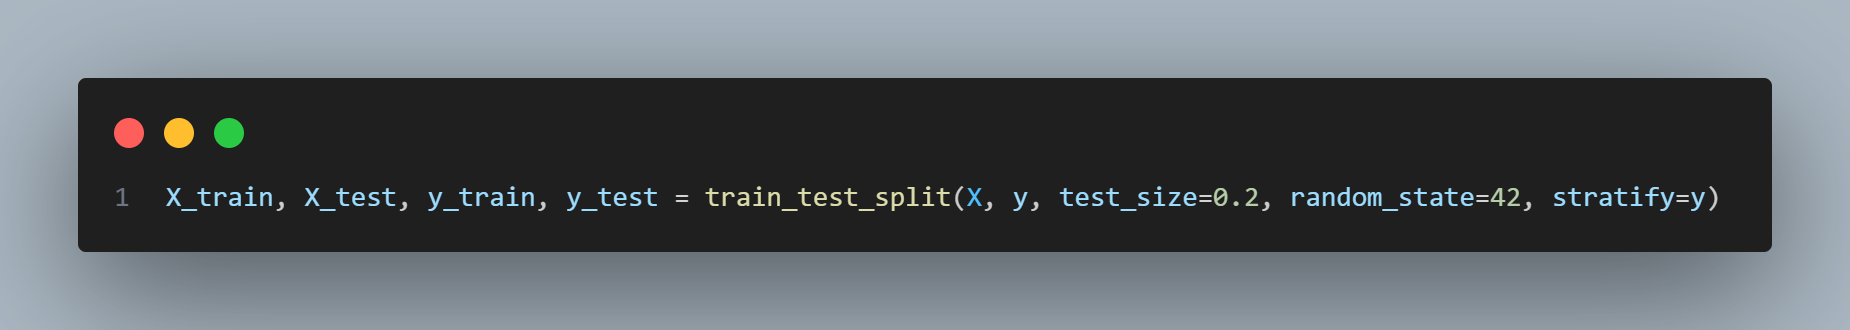 1 X_train, X_test, y_train, y_test = train_test_split(X, y, test_size=0.2, random_state=42, stratify=y)